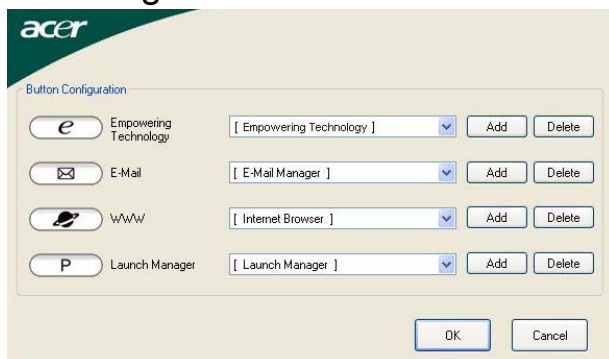 acer
Button Configuration
e Empowering Technology [ Empowering Technology ] Add Delete
E-Mail [ E-Mail Manager ] Add Delete
WWW [ Internet Browser ] Add Delete
P Launch Manager [ Launch Manager ] Add Delete
OK Cancel